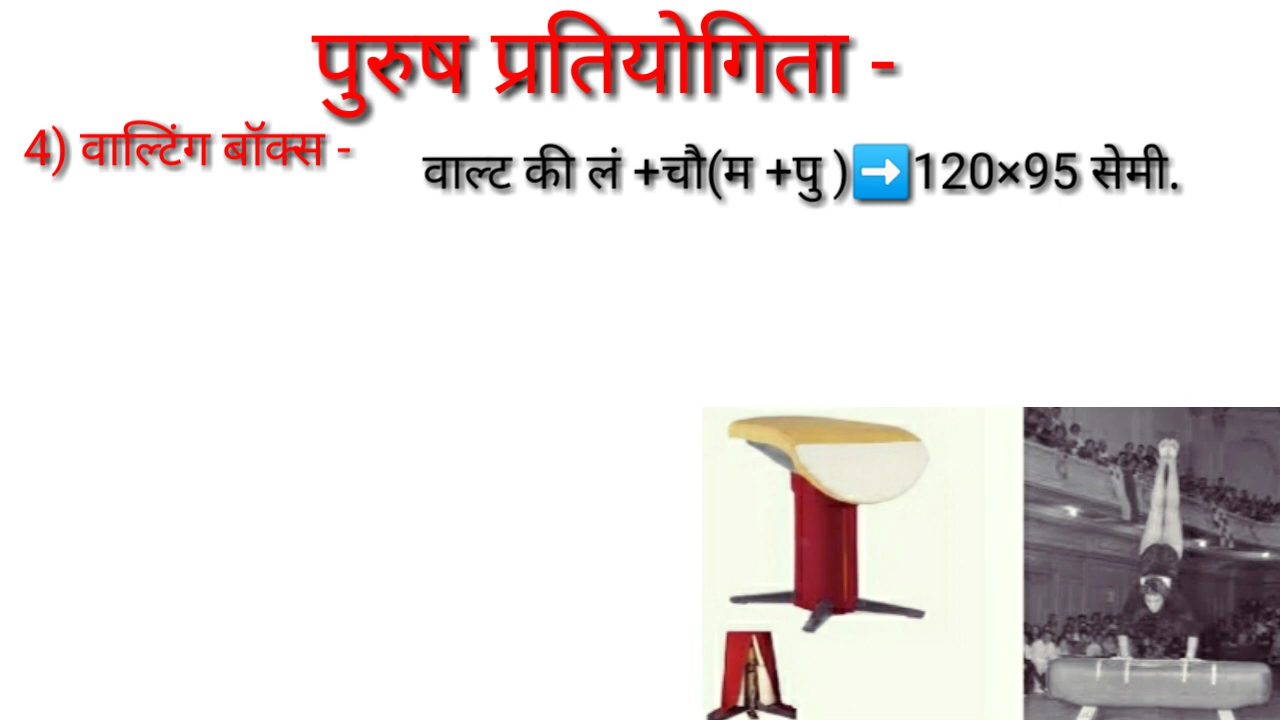 पुरुष प्रतियोगिता -
4) वाल्टिंग बॉक्स -
वाल्ट की लं +चौ(म +पु )➡️120×95 सेमी.